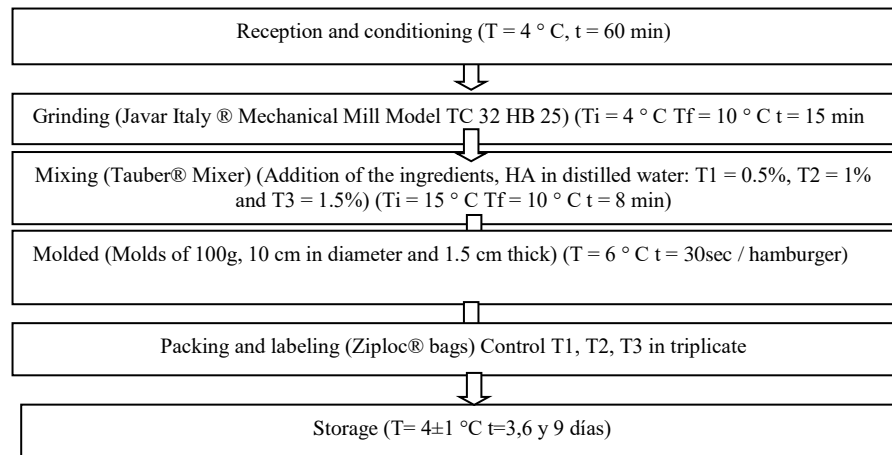 Reception and conditioning (T = 4 ° C, t = 60 min)
Grinding (Javar Italy ® Mechanical Mill Model TC 32 HB 25) (Ti = 4 ° C Tf = 10 ° C t = 15 min
Mixing (Tauber® Mixer) (Addition of the ingredients, HA in distilled water: T1 = 0.5%, T2 = 1%
and T3 = 1.5%) (Ti = 15 ° C Tf = 10 ° C t = 8 min)
Molded (Molds of 100g, 10 cm in diameter and 1.5 cm thick) (T = 6 ° C t = 30sec / hamburger)
Packing and labeling (Ziploc® bags) Control T1, T2, T3 in triplicate
Storage (T= 4±1 °C t=3,6 y 9 días)